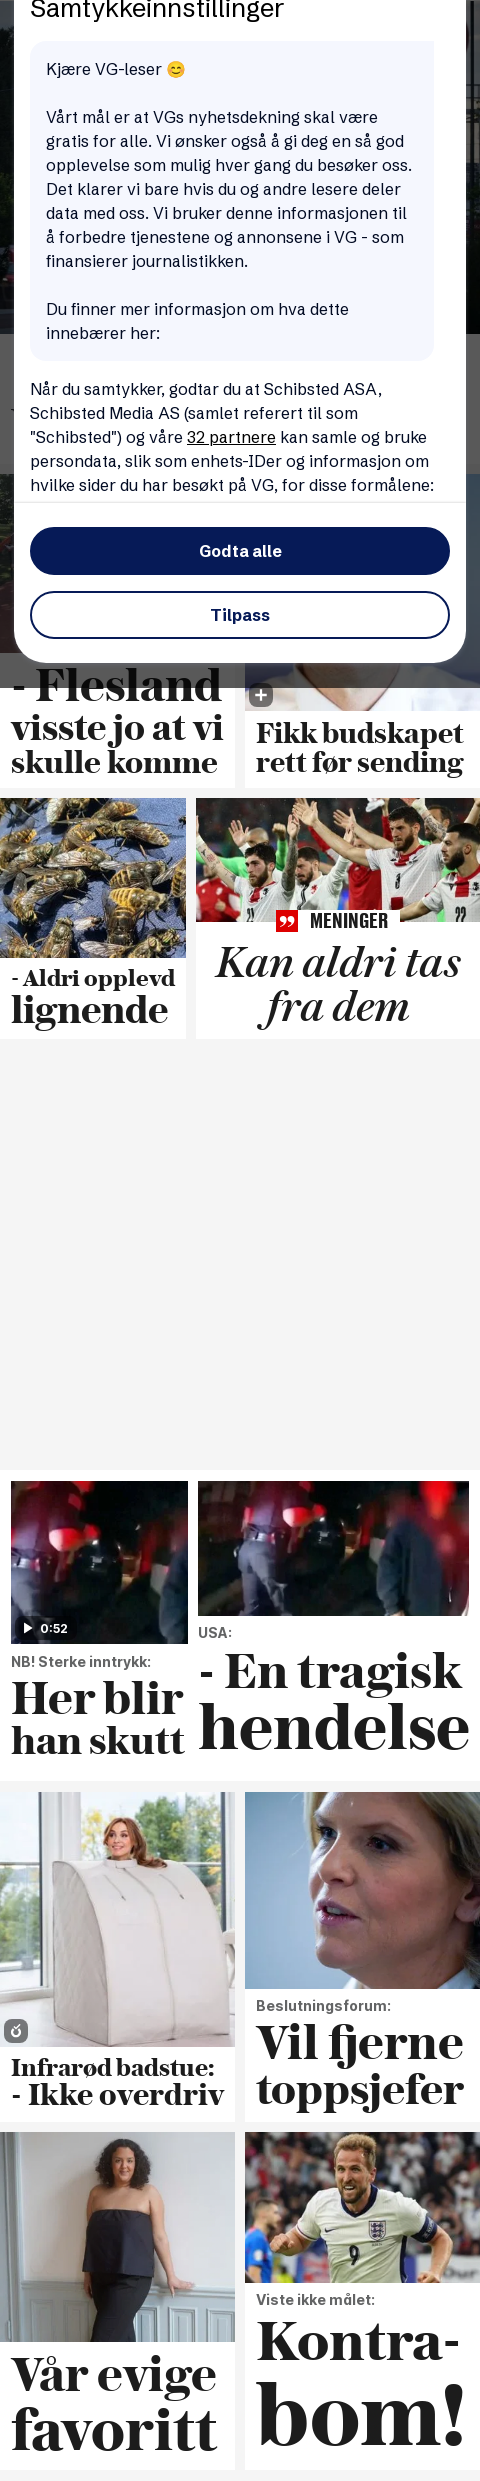 Samtykkeinnstillinger
Kjære VG-leser 😊
Vårt mål er at VGs nyhetsdekning skal være
gratis for alle. Vi ønsker også å gi deg en så god
opplevelse som mulig hver gang du besøker oss.
Det klarer vi bare hvis du og andre lesere deler
data med oss. Vi bruker denne informasjonen til
å forbedre tjenestene og annonsene i VG - som
finansierer journalistikken.
Du finner mer informasjon om hva dette
innebærer her:
Når du samtykker, godtar du at Schibsted ASA,
Schibsted Media AS (samlet referert til som
"Schibsted") og våre 32 partnere kan samle og bruke
persondata, slik som enhets-IDer og informasjon om
hvilke sider du har besøkt på VG, for disse formålene:
Godta alle
Tilpass
- Flesland
visste jo at vi
skulle komme
Fikk budskapet
rett før sending
- Aldri opplevd
lignende
MENINGER
Kan aldri tas
fra dem
0:52
NB! Sterke inntrykk:
Her blir
han skutt
USA:
- En tragisk
hendelse
Infrarød badstue:
- Ikke overdriv
Beslutningsforum:
Vil fjerne
toppsjefer
Vår evige
favoritt
Viste ikke målet:
Kontra-
bom!